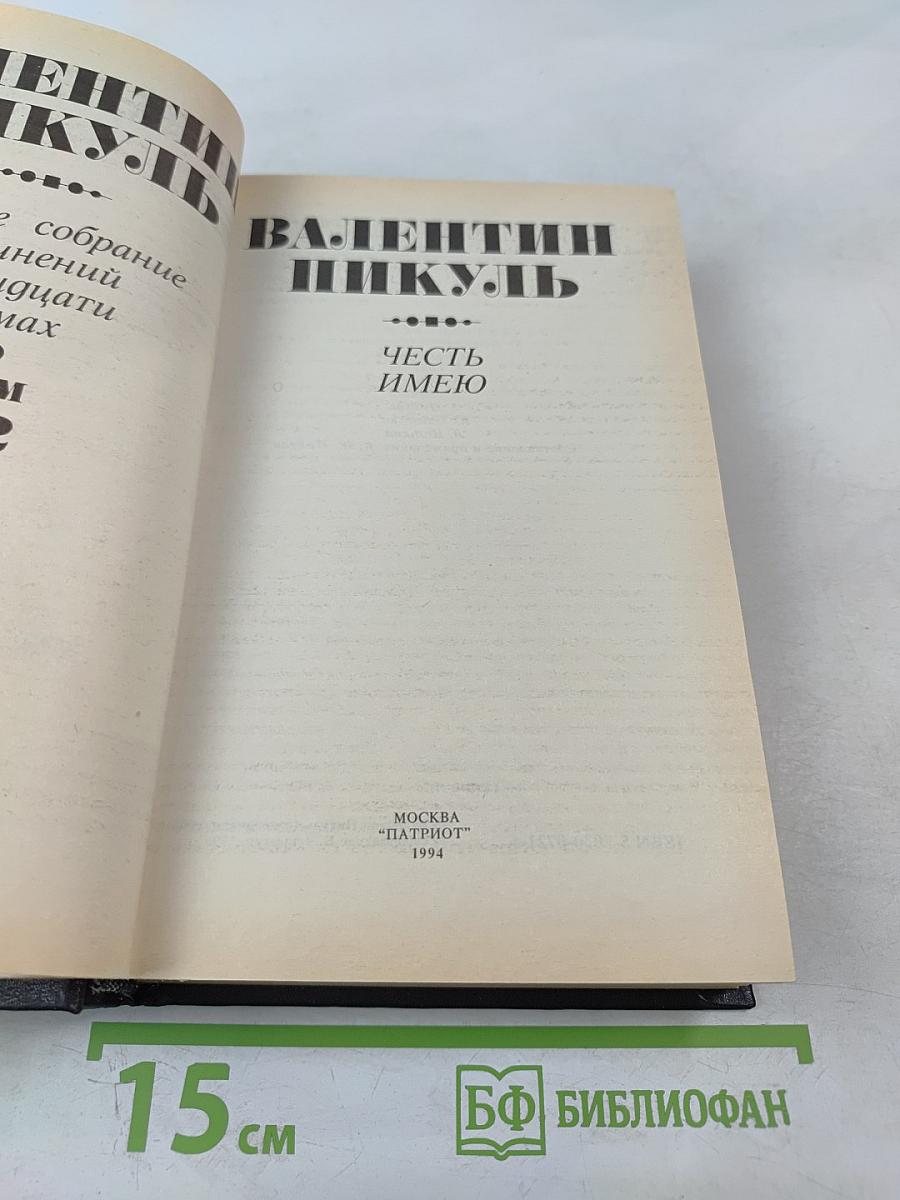 собрание
ВАЛЕНТИН
ПИКУЛЬ
ЧЕСТЬ
ИМЕЮ
МОСКВА
"ПАТРИОТ"
1994
15 см
БФ БИБЛИОФАН